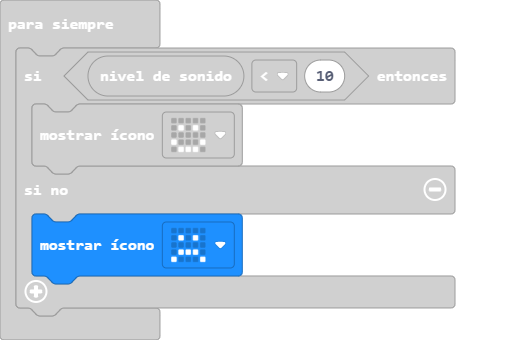 para siempre
si nivel de sonido < 10 entonces
mostrar ícono
si no
mostrar ícono